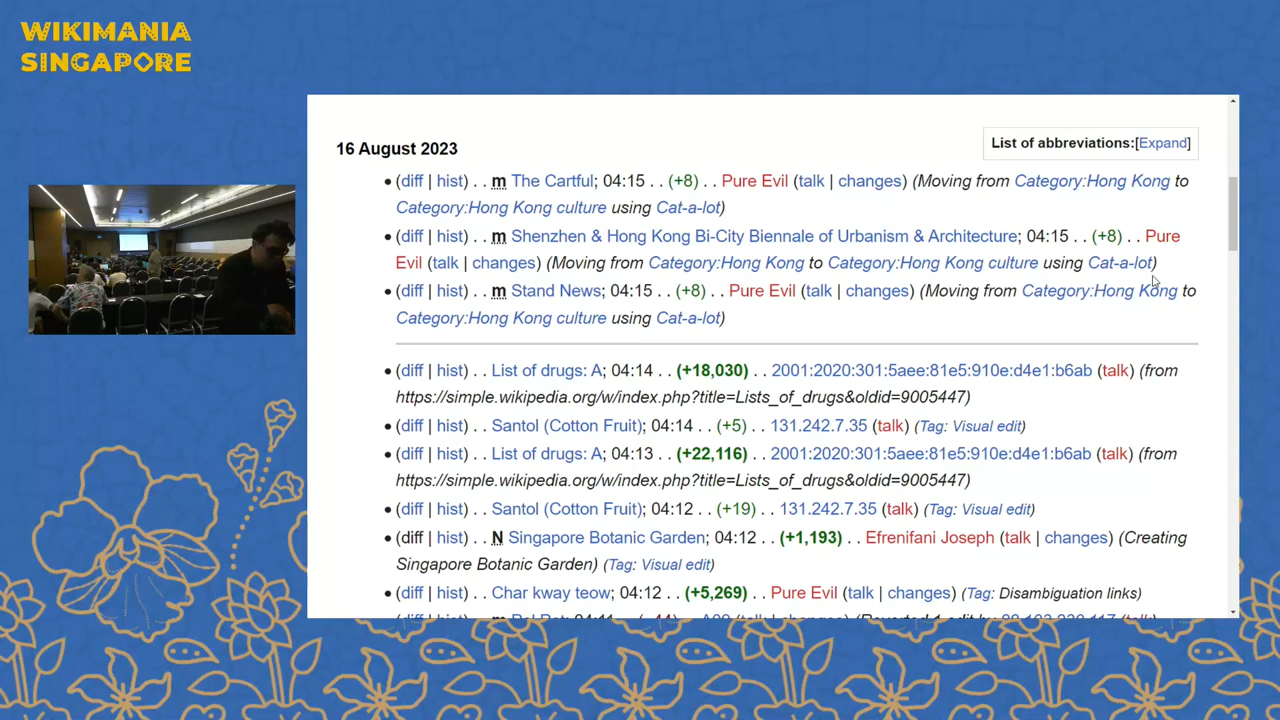 WIKIMANIA
SINGAPORE
List of abbreviations:[Expand]
16 August 2023
• (diff | hist) . . m The Cartful; 04:15 . . (+8) . . Pure Evil (talk | changes) (Moving from Category:Hong Kong to
Category:Hong Kong culture using Cat-a-lot)
• (diff | hist) . . m Shenzhen & Hong Kong Bi-City Biennale of Urbanism & Architecture; 04:15 . . (+8) . . Pure
Evil (talk | changes) (Moving from Category:Hong Kong to Category:Hong Kong culture using Cat-a-lot)
• (diff | hist) . . m Stand News; 04:15 . . (+8) . . Pure Evil (talk | changes) (Moving from Category:Hong Kong to
Category:Hong Kong culture using Cat-a-lot)
• (diff | hist) . . List of drugs: A; 04:14 . . (+18,030) . . 2001:2020:301:5aee:81e5:910e:d4e1:b6ab (talk) (from
https://simple.wikipedia.org/w/index.php?title=Lists_of_drugs&oldid=9005447)
• (diff | hist) . . Santol (Cotton Fruit); 04:14 . . (+5) . . 131.242.7.35 (talk) (Tag: Visual edit)
• (diff | hist) . . List of drugs: A; 04:13 . . (+22,116) . . 2001:2020:301:5aee:81e5:910e:d4e1:b6ab (talk) (from
https://simple.wikipedia.org/w/index.php?title=Lists_of_drugs&oldid=9005447)
• (diff | hist) . . Santol (Cotton Fruit); 04:12 . . (+19) . . 131.242.7.35 (talk) (Tag: Visual edit)
• (diff | hist) . . N Singapore Botanic Garden; 04:12 . . (+1,193) . . Efrenifani Joseph (talk | changes) (Creating
Singapore Botanic Garden) (Tag: Visual edit)
• (diff | hist) . . Char kway teow; 04:12 . . (+5,269) . . Pure Evil (talk | changes) (Tag: Disambiguation links)